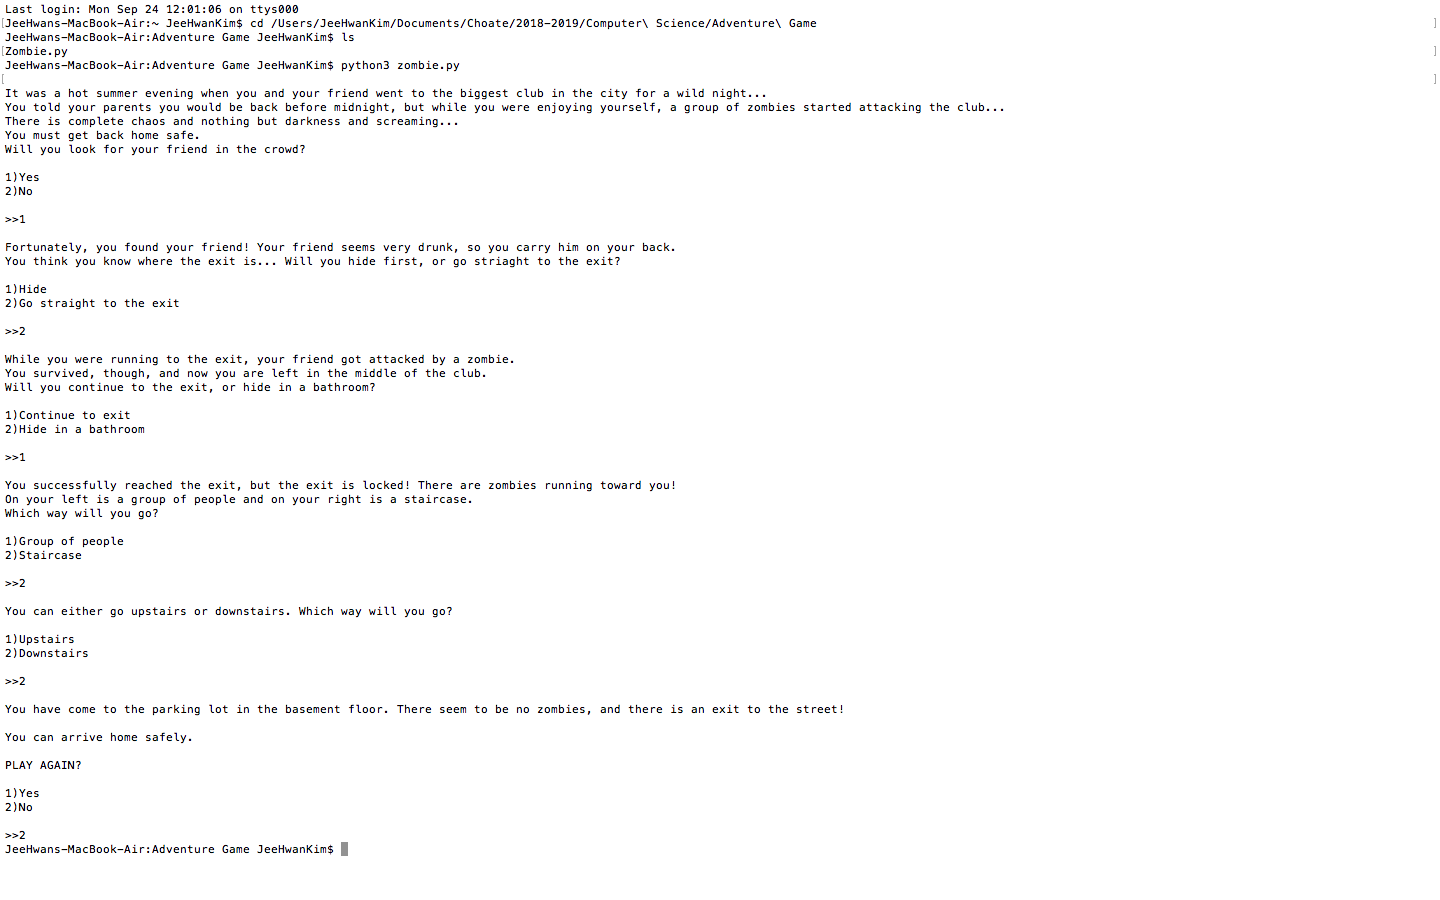 Last login: Mon Sep 24 12:01:06 on ttys000
[JeeHwans-MacBook-Air:~ JeeHwanKim$ cd /Users/JeeHwanKim/Documents/Choate/2018-2019/Computer\ Science/Adventure\ Game ]
JeeHwans-MacBook-Air:Adventure Game JeeHwanKim$ ls
[Zombie.py ]
JeeHwans-MacBook-Air:Adventure Game JeeHwanKim$ python3 zombie.py
[ ]
It was a hot summer evening when you and your friend went to the biggest club in the city for a wild night...
You told your parents you would be back before midnight, but while you were enjoying yourself, a group of zombies started attacking the club...
There is complete chaos and nothing but darkness and screaming...
You must get back home safe.
Will you look for your friend in the crowd?
1)Yes
2)No
>>1
Fortunately, you found your friend! Your friend seems very drunk, so you carry him on your back.
You think you know where the exit is... Will you hide first, or go striaght to the exit?
1)Hide
2)Go straight to the exit
>>2
While you were running to the exit, your friend got attacked by a zombie.
You survived, though, and now you are left in the middle of the club.
Will you continue to the exit, or hide in a bathroom?
1)Continue to exit
2)Hide in a bathroom
>>1
You successfully reached the exit, but the exit is locked! There are zombies running toward you!
On your left is a group of people and on your right is a staircase.
Which way will you go?
1)Group of people
2)Staircase
>>2
You can either go upstairs or downstairs. Which way will you go?
1)Upstairs
2)Downstairs
>>2
You have come to the parking lot in the basement floor. There seem to be no zombies, and there is an exit to the street!
You can arrive home safely.
PLAY AGAIN?
1)Yes
2)No
>>2
JeeHwans-MacBook-Air:Adventure Game JeeHwanKim$